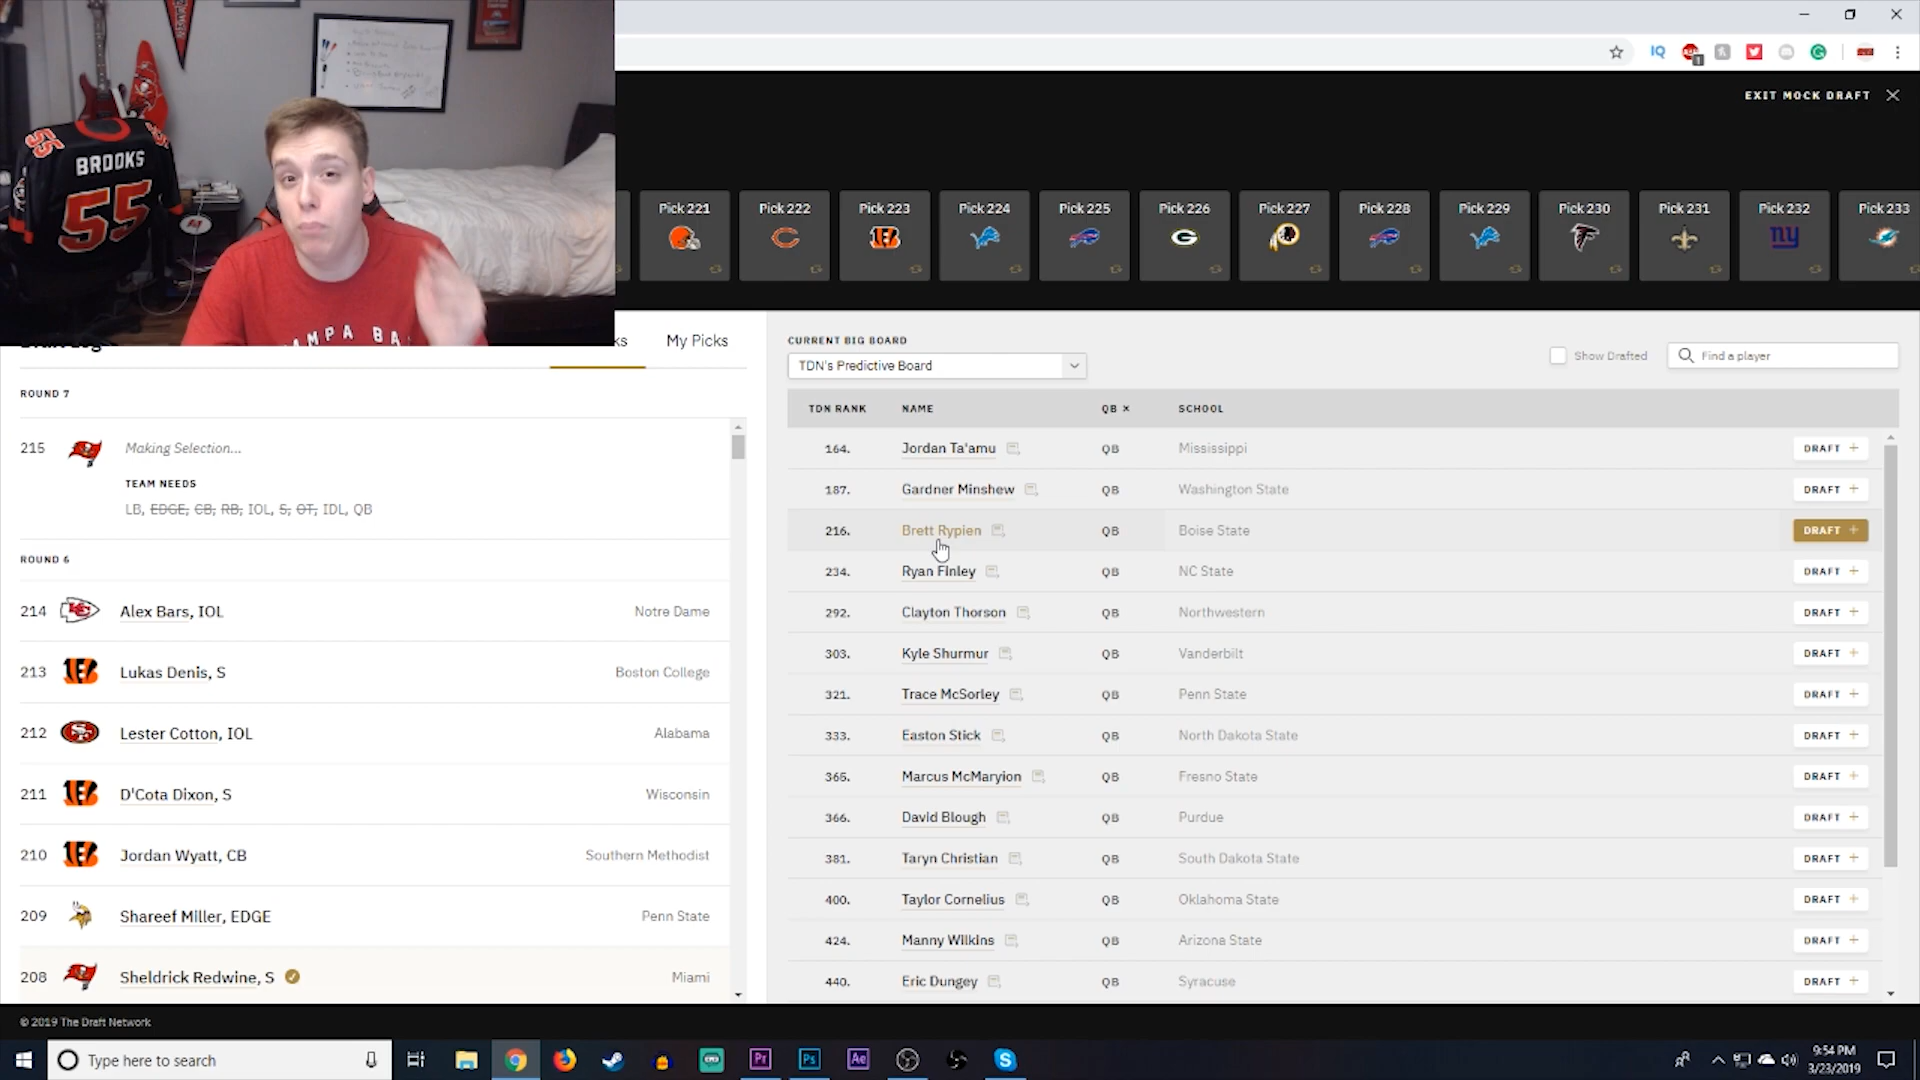 BROOKS
55
55
TAMPA BA
EXIT MOCK DRAFT
Pick 221
Pick 222
Pick 223
Pick 224
Pick 225
Pick 226
Pick 227
Pick 228
Pick 229
Pick 230
Pick 231
Pick 232
Pick 233
My Picks
ROUND 7
215 Making Selection...
TEAM NEEDS
LB, EDGE, CB, RB, IOL, S, OT, IDL, QB
ROUND 6
214 Alex Bars, IOL Notre Dame
213 Lukas Denis, S Boston College
212 Lester Cotton, IOL Alabama
211 D'Cota Dixon, S Wisconsin
210 Jordan Wyatt, CB Southern Methodist
209 Shareef Miller, EDGE Penn State
208 Sheldrick Redwine, S Miami
CURRENT BIG BOARD
TDN's Predictive Board
Show Drafted
Find a player
TDN RANK NAME QB × SCHOOL
164. Jordan Ta'amu QB Mississippi DRAFT +
187. Gardner Minshew QB Washington State DRAFT +
216. Brett Rypien QB Boise State DRAFT +
234. Ryan Finley QB NC State DRAFT +
292. Clayton Thorson QB Northwestern DRAFT +
303. Kyle Shurmur QB Vanderbilt DRAFT +
321. Trace McSorley QB Penn State DRAFT +
333. Easton Stick QB North Dakota State DRAFT +
365. Marcus McMaryion QB Fresno State DRAFT +
366. David Blough QB Purdue DRAFT +
381. Taryn Christian QB South Dakota State DRAFT +
400. Taylor Cornelius QB Oklahoma State DRAFT +
424. Manny Wilkins QB Arizona State DRAFT +
440. Eric Dungey QB Syracuse DRAFT +
© 2019 The Draft Network
Type here to search
9:54 PM
3/23/2019